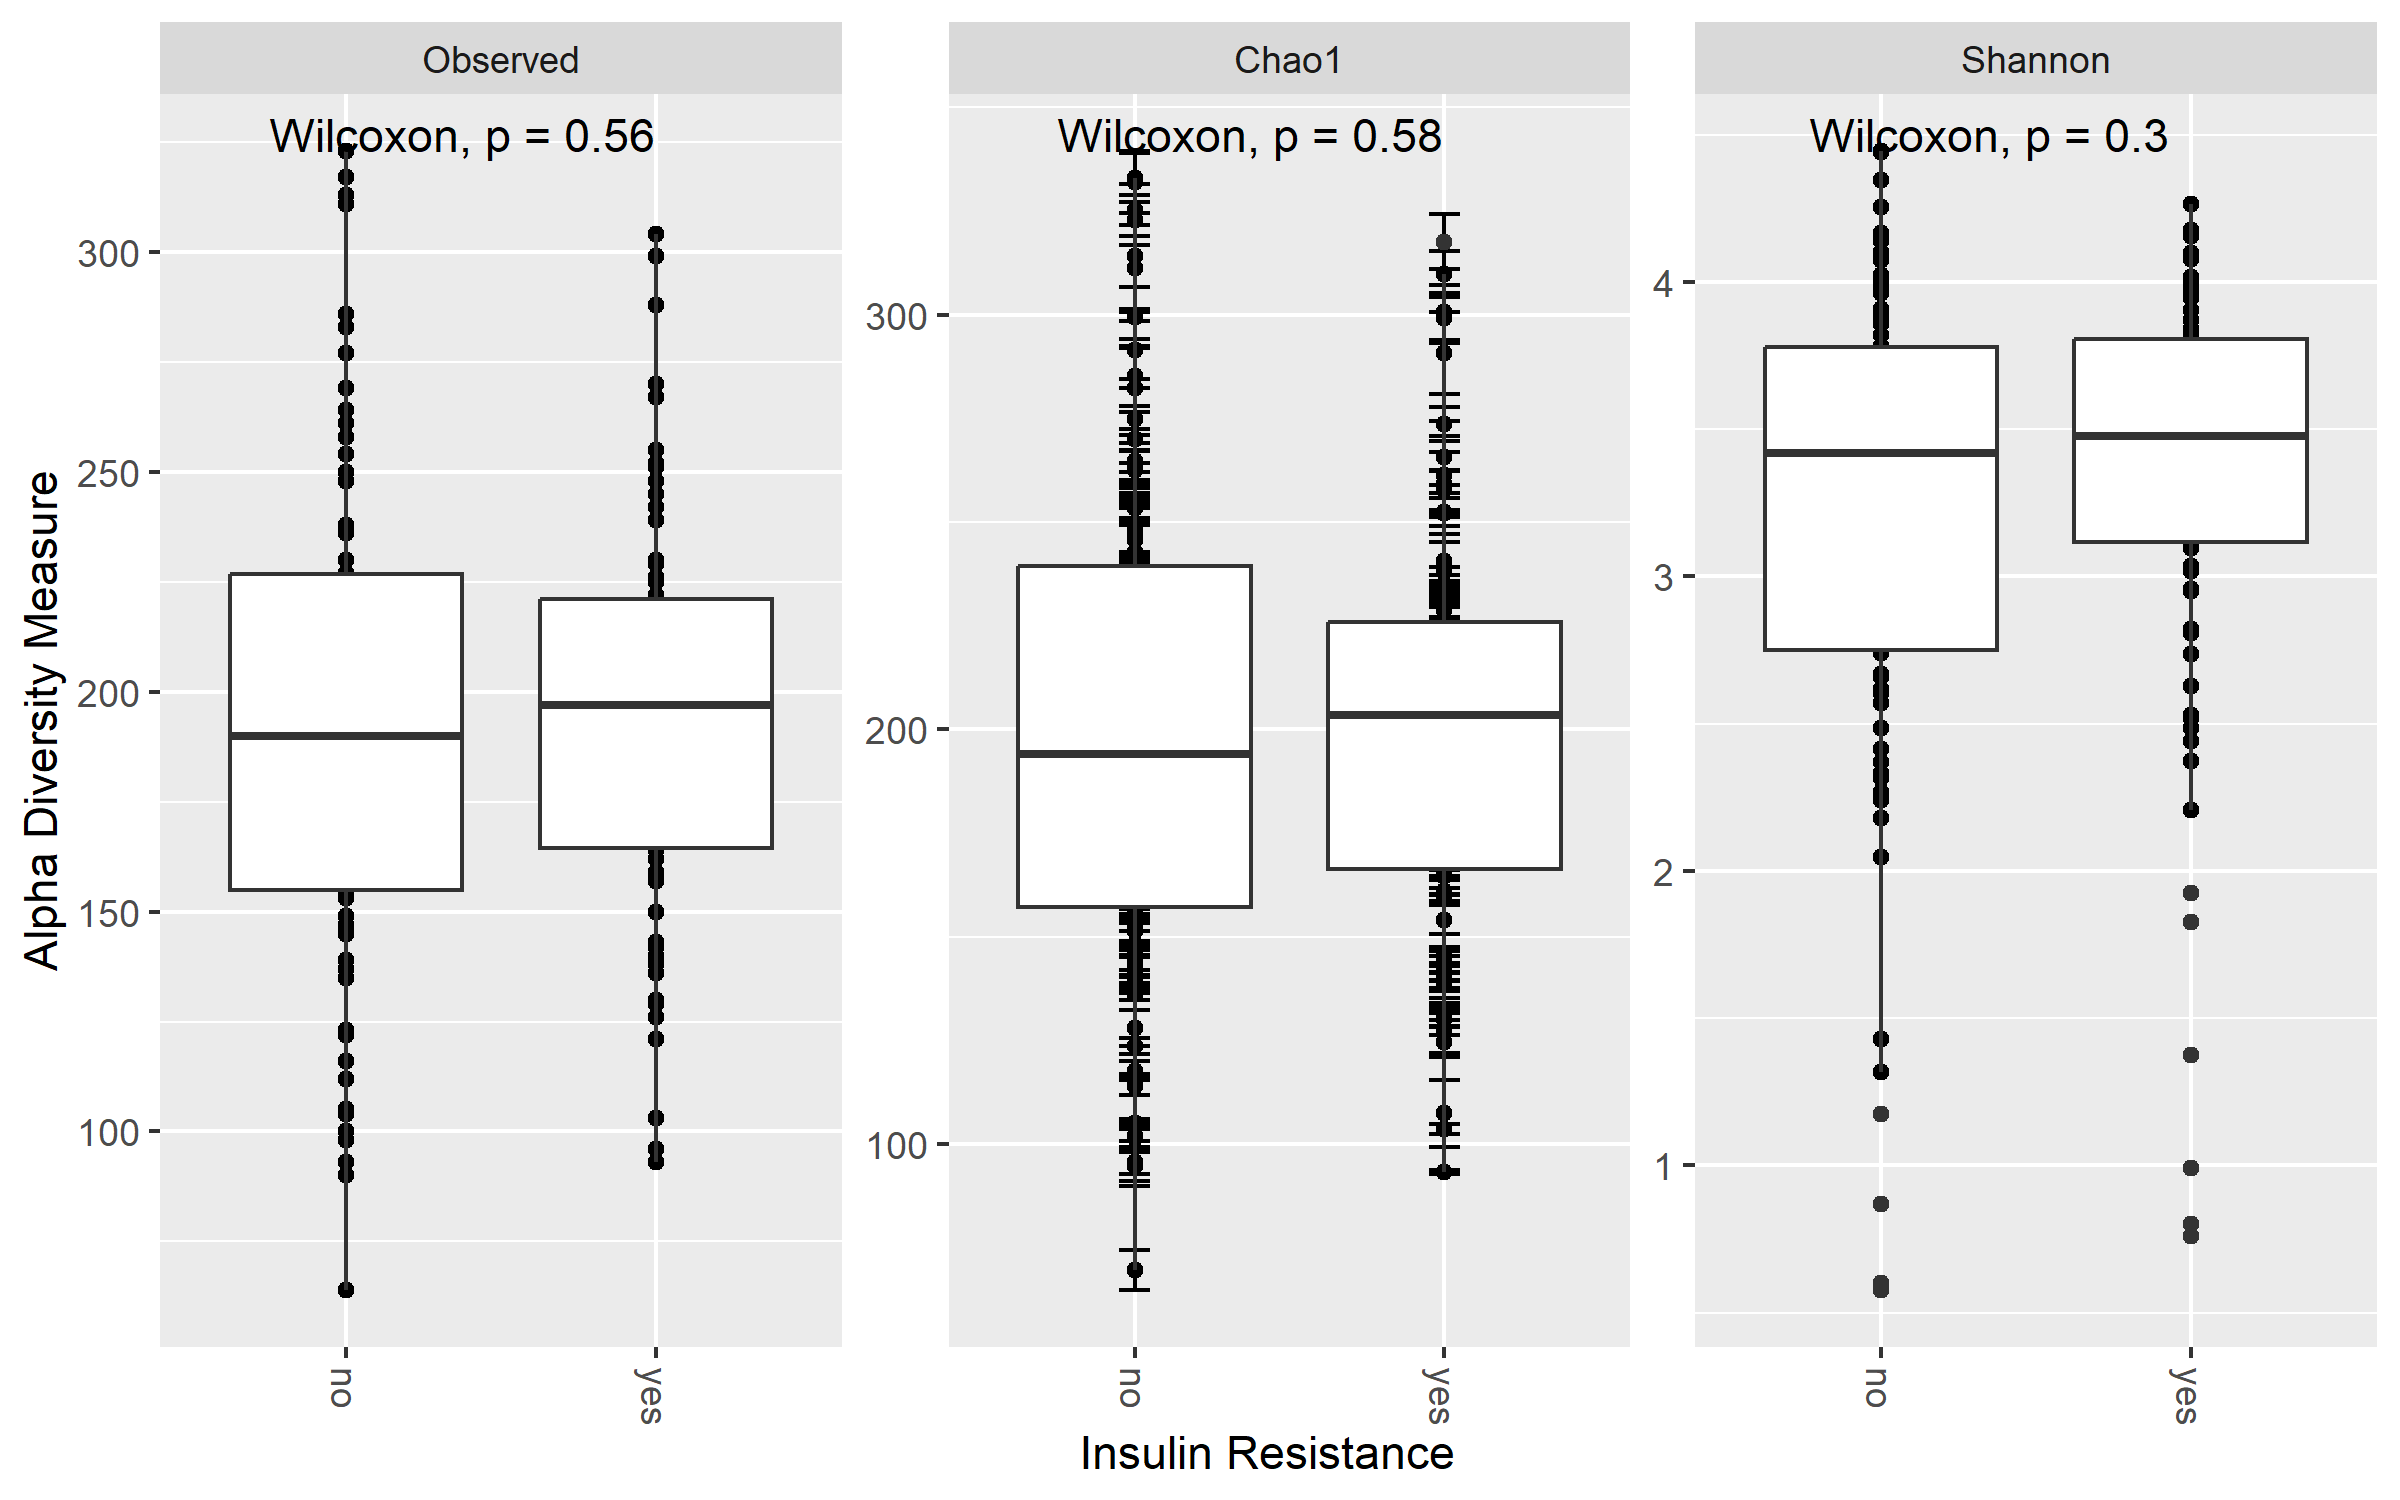 Observed
Chao1
Shannon
Wilcoxon, p = 0.56
Wilcoxon, p = 0.58
Wilcoxon, p = 0.3
Alpha Diversity Measure
300
250
200
150
100
300
200
100
4
3
2
1
no
yes
no
yes
no
yes
Insulin Resistance